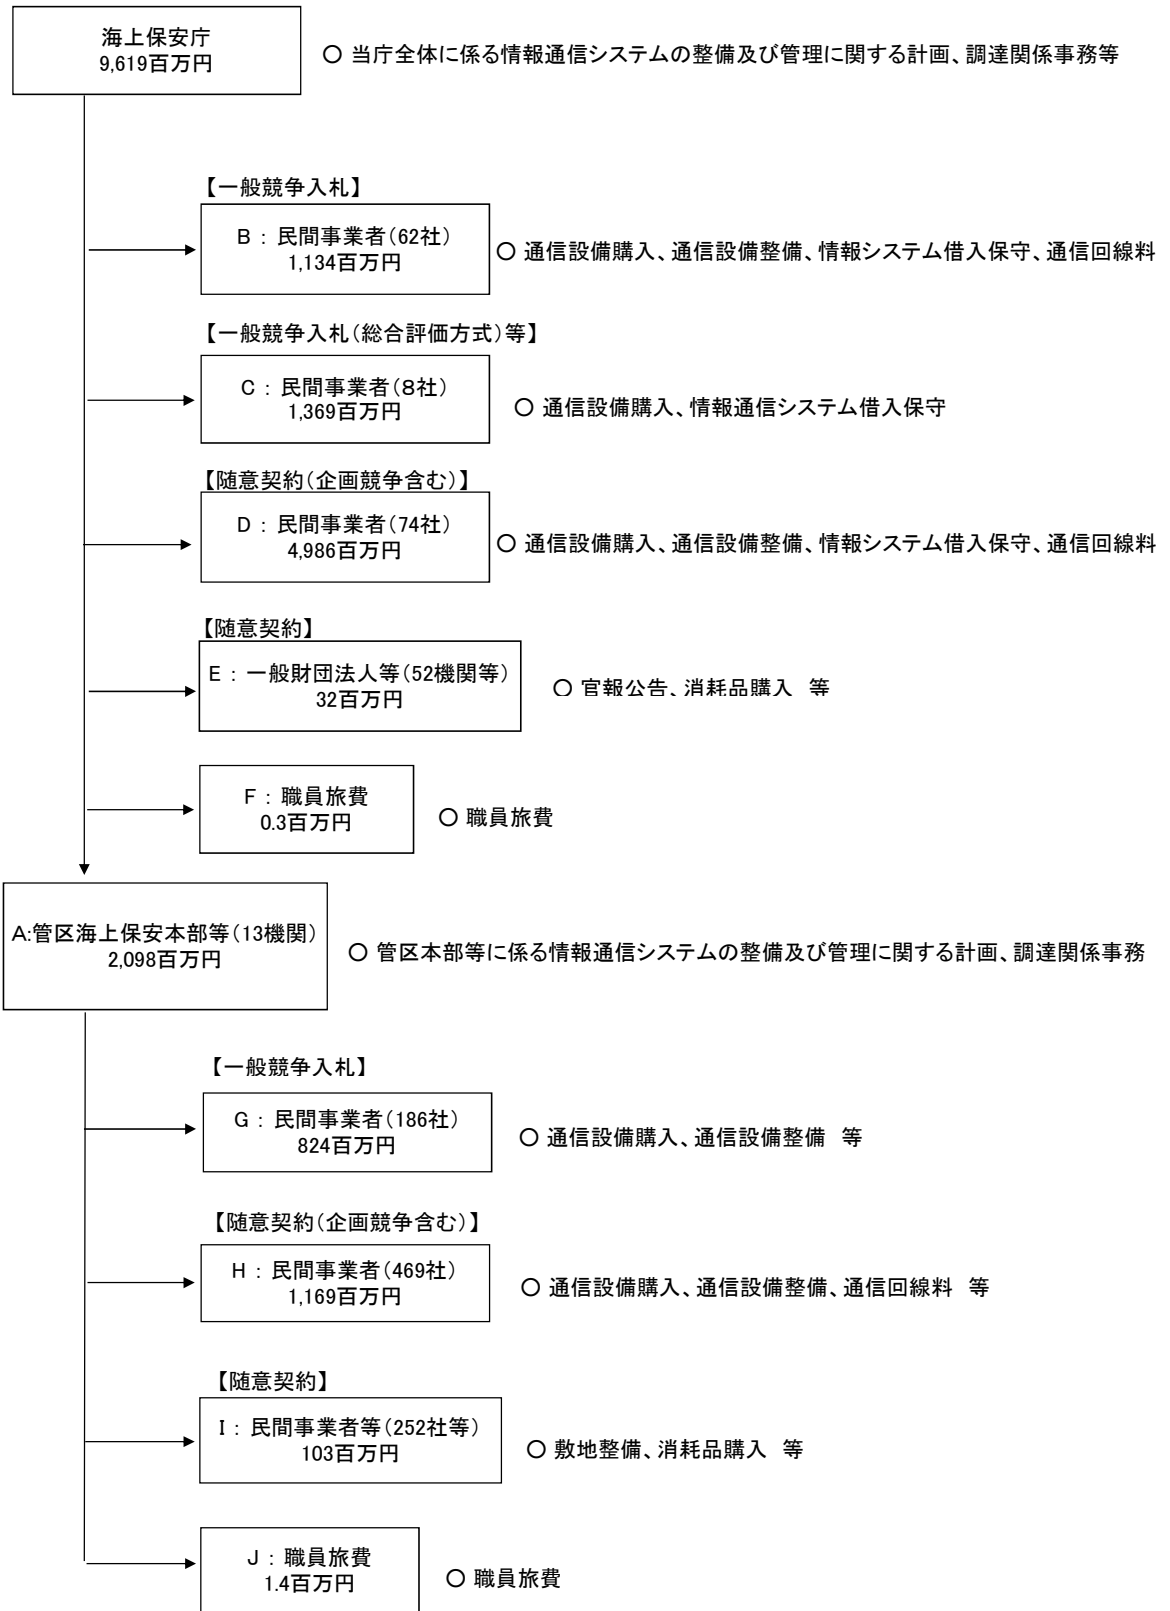 海上保安庁
9,619百万円
○ 当庁全体に係る情報通信システムの整備及び管理に関する計画、調達関係事務等
【一般競争入札】
B : 民間事業者(62社)
1,134百万円
○ 通信設備購入、通信設備整備、情報システム借入保守、通信回線料
【一般競争入札(総合評価方式)等】
C : 民間事業者(8社)
1,369百万円
○ 通信設備購入、情報通信システム借入保守
【随意契約(企画競争含む)】
D : 民間事業者(74社)
4,986百万円
○ 通信設備購入、通信設備整備、情報システム借入保守、通信回線料
【随意契約】
E : 一般財団法人等(52機関等)
32百万円
○ 官報公告、消耗品購入 等
F : 職員旅費
0.3百万円
○ 職員旅費
A:管区海上保安本部等(13機関)
2,098百万円
○ 管区本部等に係る情報通信システムの整備及び管理に関する計画、調達関係事務
【一般競争入札】
G : 民間事業者(186社)
824百万円
○ 通信設備購入、通信設備整備 等
【随意契約(企画競争含む)】
H : 民間事業者(469社)
1,169百万円
○ 通信設備購入、通信設備整備、通信回線料 等
【随意契約】
I : 民間事業者等(252社等)
103百万円
○ 敷地整備、消耗品購入 等
J : 職員旅費
1.4百万円
○ 職員旅費